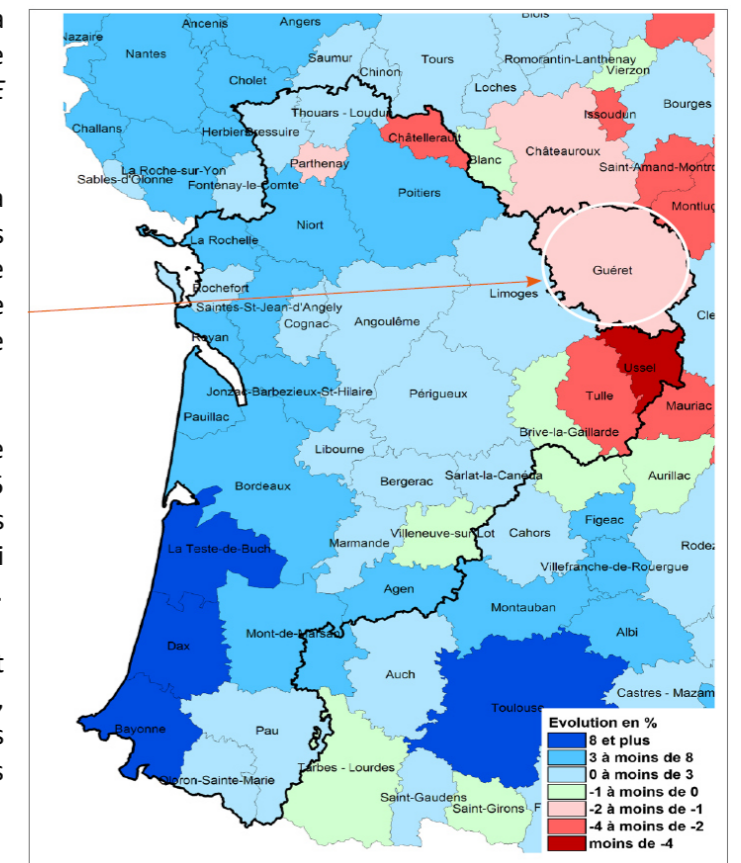 Blois
Ancenis
Angers
Nazaire
Nantes
Saumur
Tours
Romorantin-Lanthenay
Vierzon
Chinon
Cholet
Loches
Bourges
Thouars - Loudun
Issoudun
Challans
Herbiers
Bressuire
Châtellerault
Châteauroux
Parthenay
Blanc
Saint-Amand-Montro
La Roche-sur-Yon
Sables-d'Olonne
Fontenay-le-Comte
Poitiers
Montluç
Niort
La Rochelle
Guéret
Rochefort
Limoges
Saintes-St-Jean-d'Angely
Cle
Cognac
Angoulême
Royan
Ussel
Jonzac-Barbezieux-St-Hilaire
Périgueux
Tulle
Mauriac
Pauillac
Brive-la-Gaillarde
Libourne
Sarlat-la-Canéda
Aurillac
Bergerac
Bordeaux
Figeac
Villeneuve-sur-Lot
Cahors
Marmande
Rodez
La Teste-de-Buch
Villefranche-de-Rouergue
Agen
Montauban
Mont-de-Marsan
Albi
Dax
Auch
Castres - Mazam
Toulouse
Bayonne
Pau
Tarbes - Lourdes
Oloron-Sainte-Marie
Saint-Gaudens
Saint-Girons
F
Evolution en %
8 et plus
3 à moins de 8
0 à moins de 3
-1 à moins de 0
-2 à moins de -1
-4 à moins de -2
moins de -4